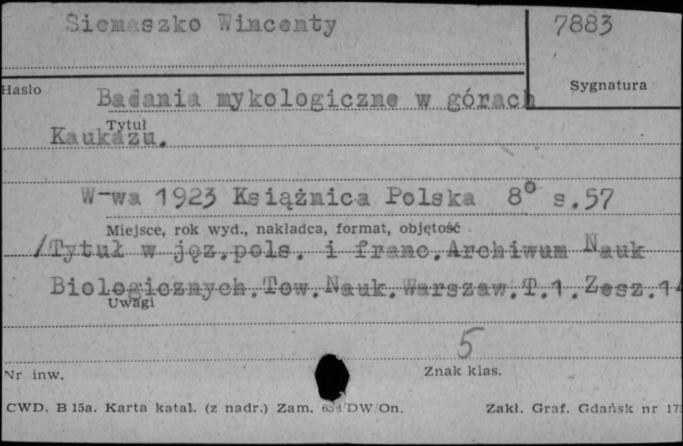 Siemaszko Wincenty
7883
Hasło
Sygnatura
Badania mykologiczne w górach
Tytuł
Kaukazu.
W-wa 1923 Książnica Polska 8° s.57
Miejsce, rok wyd., nakładca, format, objętość
/Tytuł w jęz.pols. i franc.Archiwum Nauk
Biologicznych.Tow.Nauk.Warszaw.T.1.Zesz.14
Uwagi
5
Nr inw.
Znak klas.
CWD. B 15a. Karta katal. (z nadr.) Zam. DW/On.
Zakł. Graf. Gdańsk nr